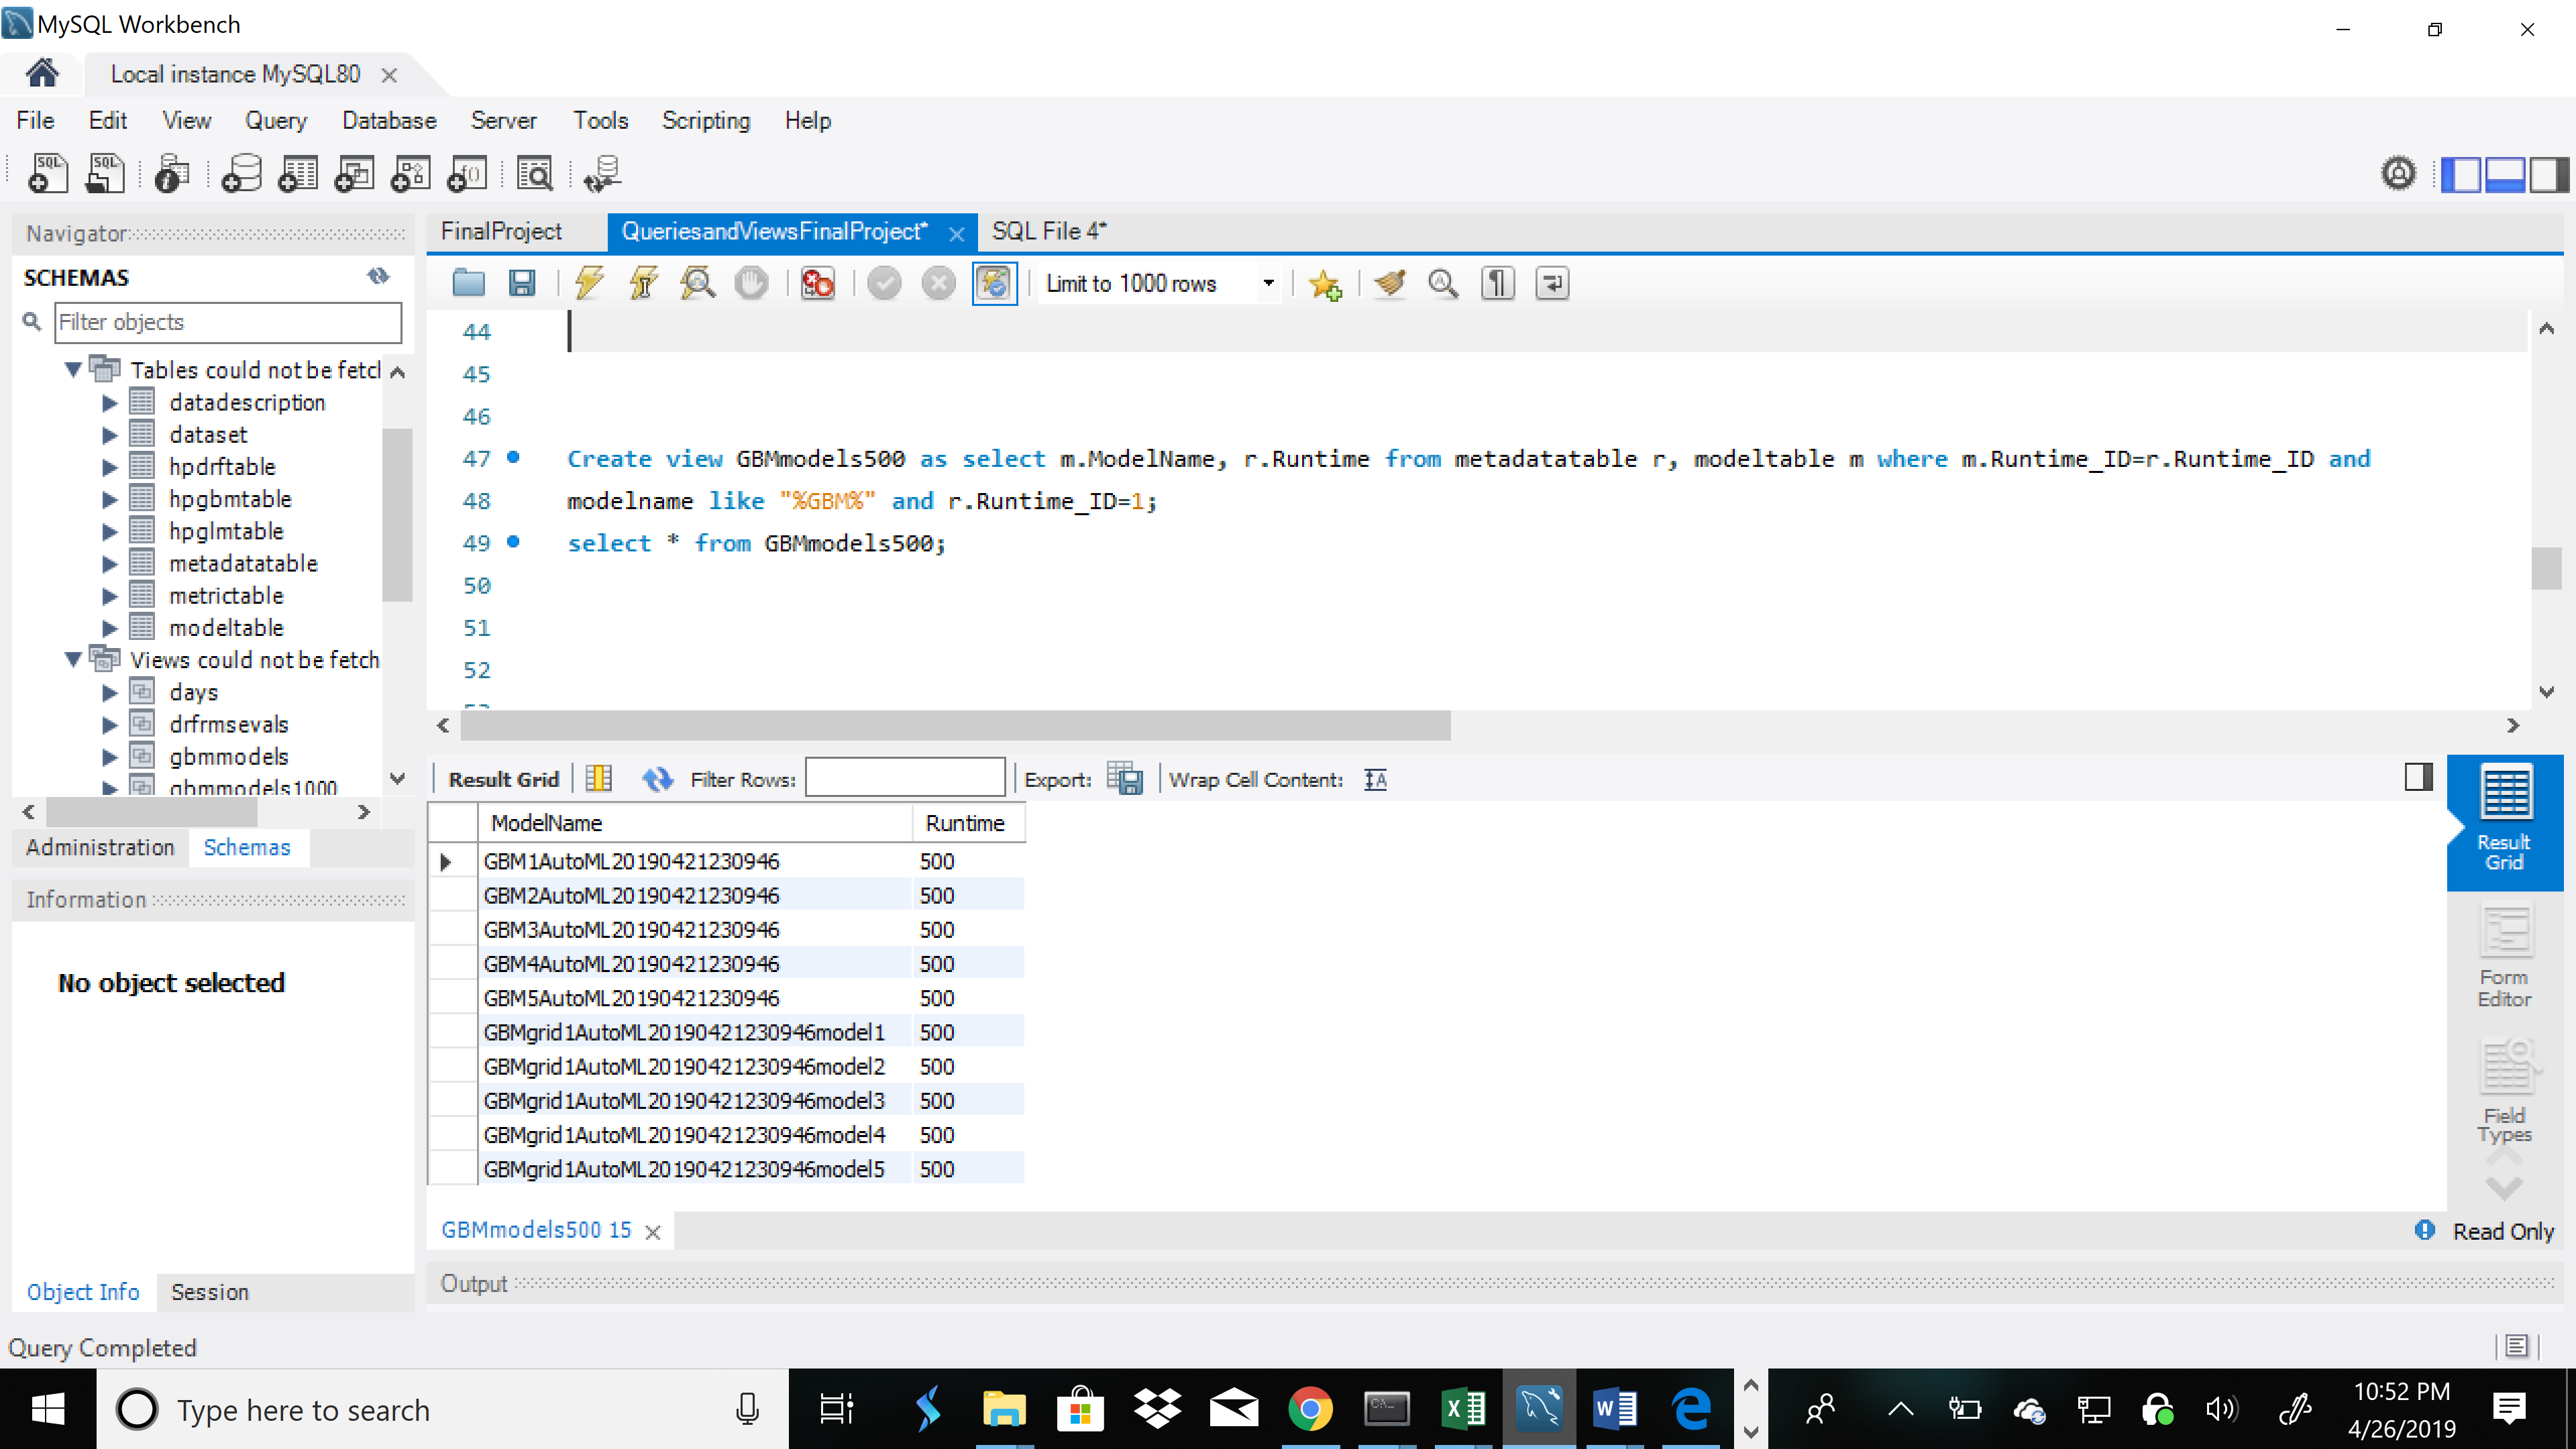 MySQL Workbench
Local instance MySQL80
File Edit View Query Database Server Tools Scripting Help
Navigator
SCHEMAS
Filter objects
Tables could not be fetcl
datadescription
dataset
hpdrftable
hpgbmtable
hpglmtable
metadatatable
metrictable
modeltable
Views could not be fetch
days
drfrmsevals
gbmmodels
gbmmodels1000
Administration Schemas
Information
No object selected
Object Info Session
FinalProject QueriesandViewsFinalProject* SQL File 4*
Limit to 1000 rows
44
45
46
47 Create view GBMmodels500 as select m.ModelName, r.Runtime from metadatatable r, modeltable m where m.Runtime_ID=r.Runtime_ID and
48 modelname like "%GBM%" and r.Runtime_ID=1;
49 select * from GBMmodels500;
50
51
52
Result Grid Filter Rows: Export: Wrap Cell Content:
ModelName Runtime
GBM1AutoML20190421230946 500
GBM2AutoML20190421230946 500
GBM3AutoML20190421230946 500
GBM4AutoML20190421230946 500
GBM5AutoML20190421230946 500
GBMgrid1AutoML20190421230946model1 500
GBMgrid1AutoML20190421230946model2 500
GBMgrid1AutoML20190421230946model3 500
GBMgrid1AutoML20190421230946model4 500
GBMgrid1AutoML20190421230946model5 500
Result
Grid
Form
Editor
Field
Types
GBMmodels500 15
Read Only
Output
Query Completed
Type here to search
10:52 PM
4/26/2019